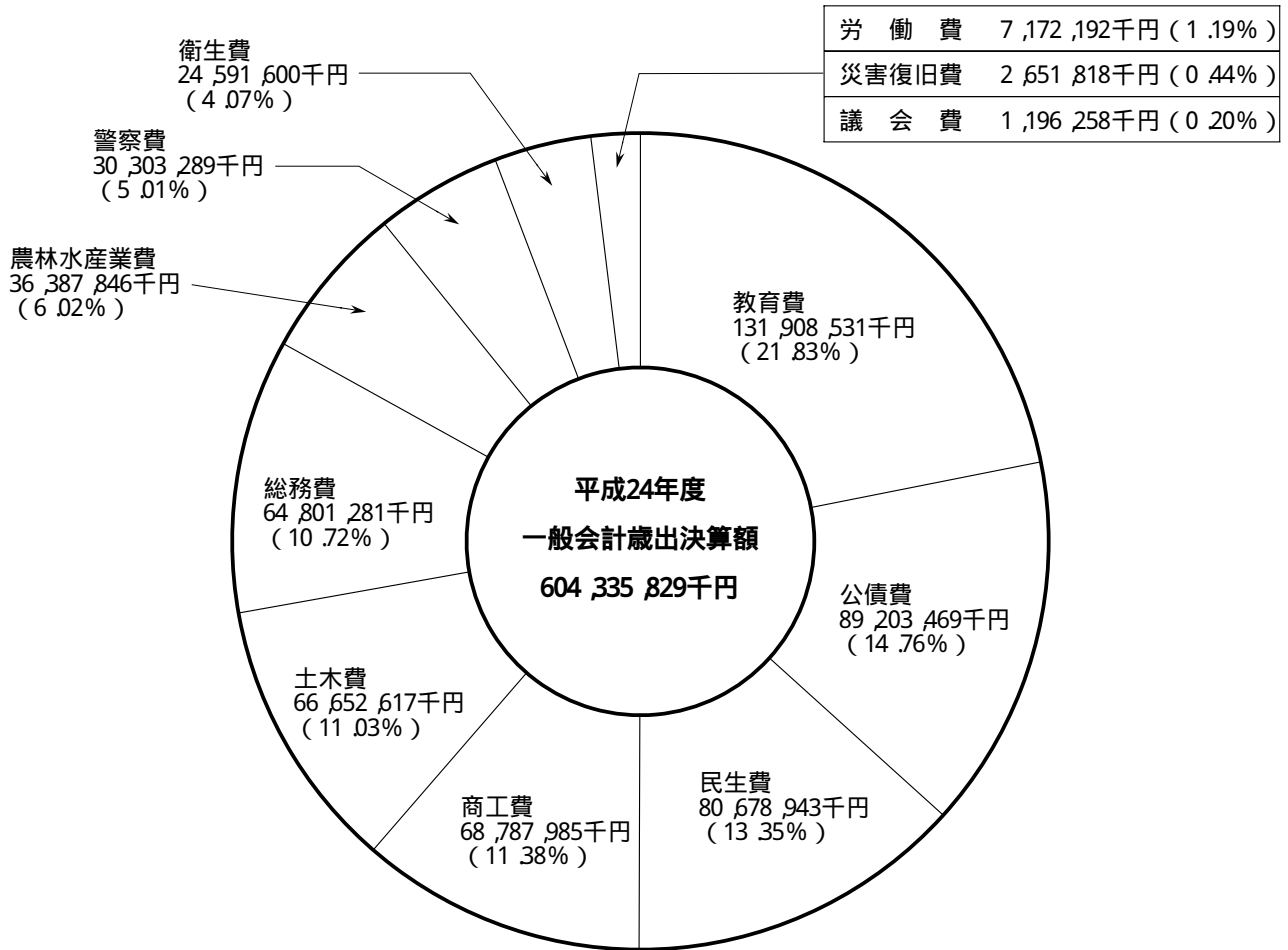 労働費 7,172,192千円(1.19%)
災害復旧費 2,651,818千円(0.44%)
議会費 1,196,258千円(0.20%)
衛生費
24,591,600千円
(4.07%)
警察費
30,303,289千円
(5.01%)
農林水産業費
36,387,846千円
(6.02%)
教育費
131,908,531千円
(21.83%)
総務費
64,801,281千円
(10.72%)
平成24年度
一般会計歳出決算額
604,335,829千円
公債費
89,203,469千円
(14.76%)
土木費
66,652,617千円
(11.03%)
民生費
80,678,943千円
(13.35%)
商工費
68,787,985千円
(11.38%)